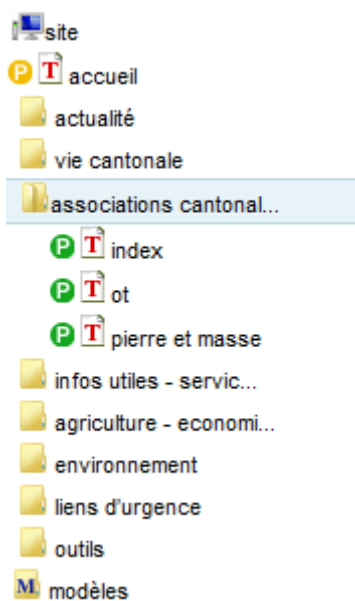 site
P T accueil
actualité
vie cantonale
associations cantonal...
P T index
P T ot
P T pierre et masse
infos utiles - servic...
agriculture - economi...
environnement
liens d'urgence
outils
M modèles